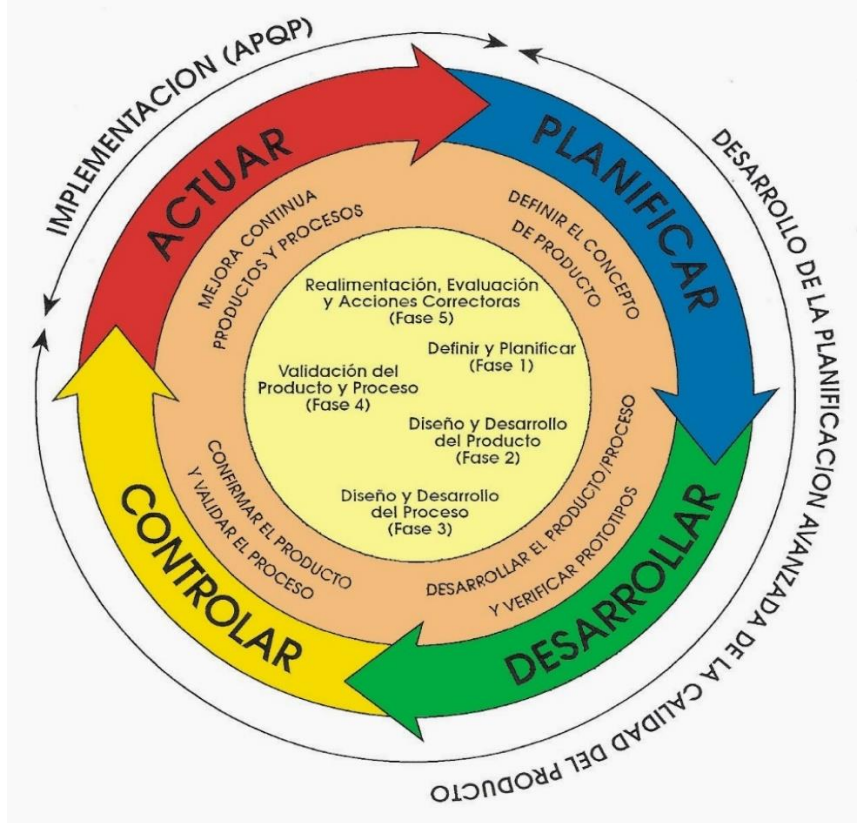 IMPLEMENTACION (APQP)
DESARROLLO DE LA PLANIFICACION AVANZADA DE LA CALIDAD DEL PRODUCTO
ACTUAR
PLANIFICAR
DESARROLLAR
CONTROLAR
MEJORA CONTINUA
PRODUCTOS Y PROCESOS
DEFINIR EL CONCEPTO
DE PRODUCTO
DESARROLLAR EL PRODUCTO/PROCESO
Y VERIFICAR PROTOTIPOS
CONFIRMAR EL PRODUCTO
Y VALIDAR EL PROCESO
Realimentación, Evaluación
y Acciones Correctoras
(Fase 5)
Definir y Planificar
(Fase 1)
Validación del
Producto y Proceso
(Fase 4)
Diseño y Desarrollo
del Producto
(Fase 2)
Diseño y Desarrollo
del Proceso
(Fase 3)